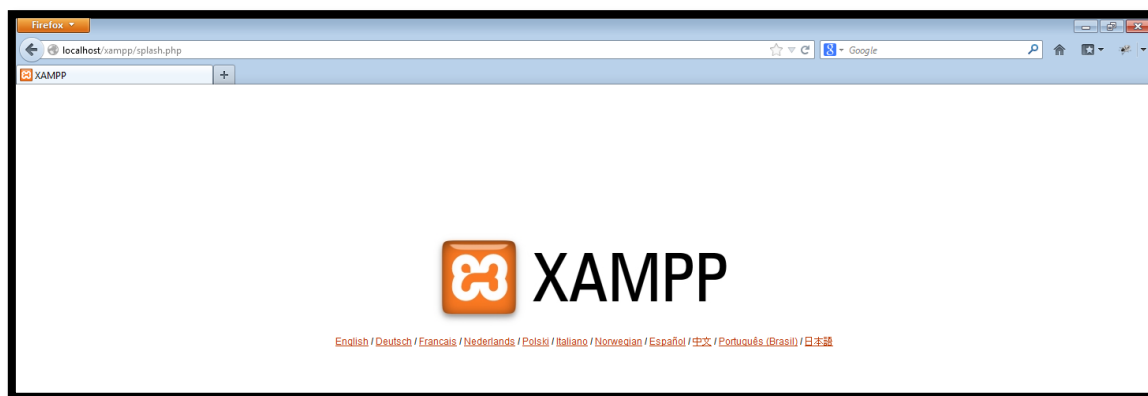 Firefox
localhost/xampp/splash.php
Google
XAMPP
XAMPP
English / Deutsch / Francais / Nederlands / Polski / Italiano / Norwegian / Español / 中文 / Português (Brasil) / 日本語